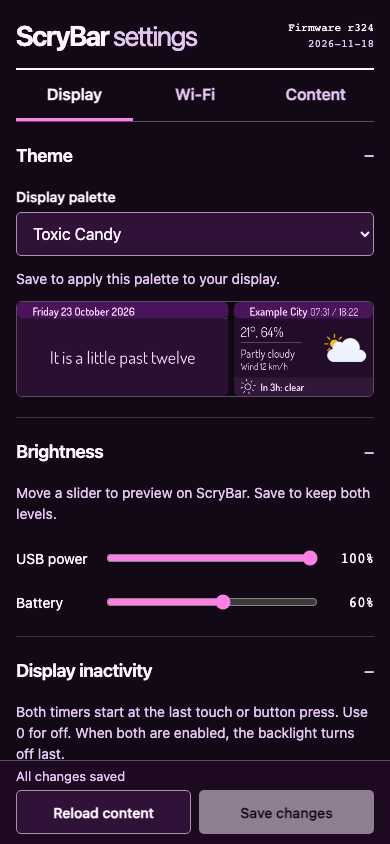 ScryBar settings
Firmware r324
2026-11-18
Display
Wi-Fi
Content
Theme
Display palette
Toxic Candy
Save to apply this palette to your display.
Friday 23 October 2026
It is a little past twelve
Example City 07:31 / 18:22
21°, 64%
Partly cloudy
Wind 12 km/h
In 3h: clear
Brightness
Move a slider to preview on ScryBar. Save to keep both
levels.
USB power
100%
Battery
60%
Display inactivity
Both timers start at the last touch or button press. Use
0 for off. When both are enabled, the backlight turns
off last.
All changes saved
Reload content
Save changes